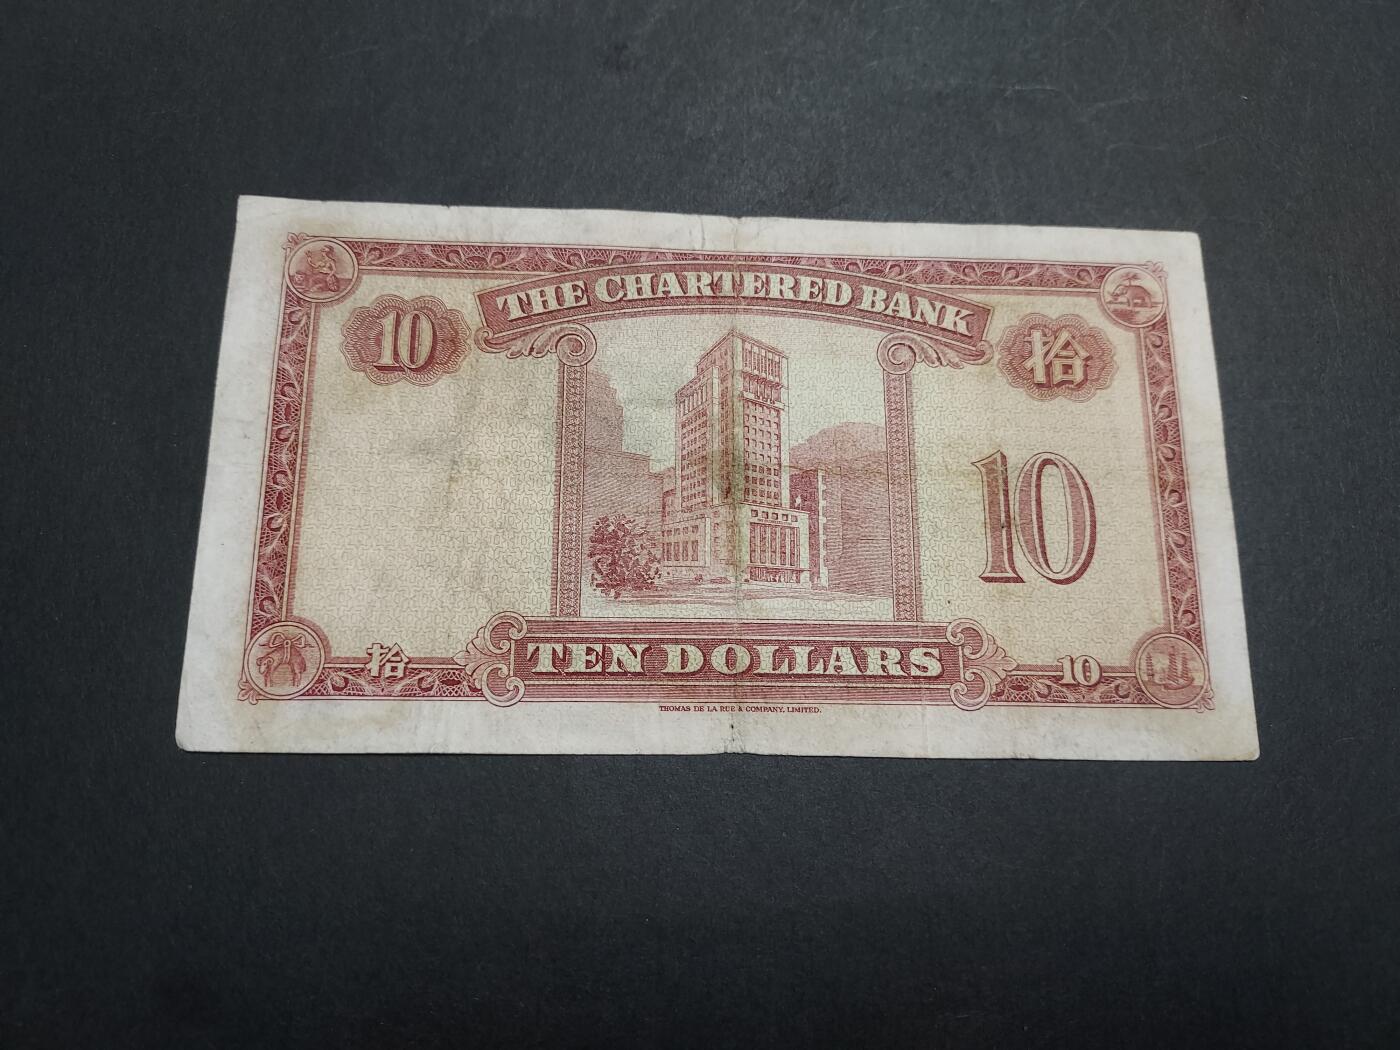 THE CHARTERED BANK
10
拾
10
拾
TEN DOLLARS
10
THOMAS DE LA RUE & COMPANY, LIMITED.